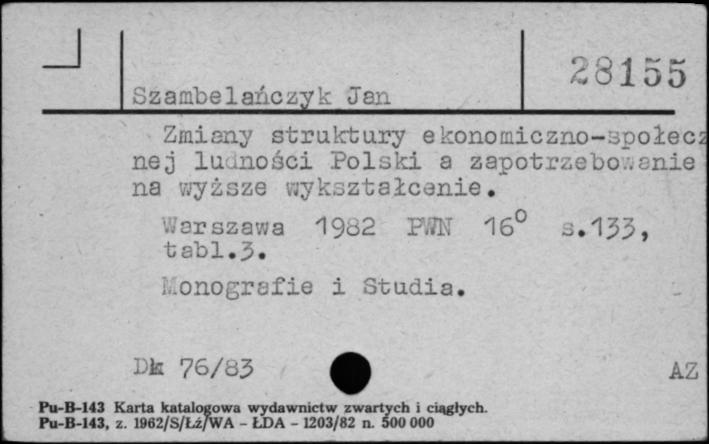 28155
Szambelańczyk Jan
Zmiany struktury ekonomiczno-społecz
nej ludności Polski a zapotrzebowanie
na wyższe wykształcenie.
Warszawa 1982 PWN 16° s.133,
tabl.3.
Monografie i Studia.
Dk 76/83
AZ
Pu-B-143 Karta katalogowa wydawnictw zwartych i ciągłych.
Pu-B-143, z. 1962/S/Łź/WA - ŁDA - 1203/82 n. 500 000